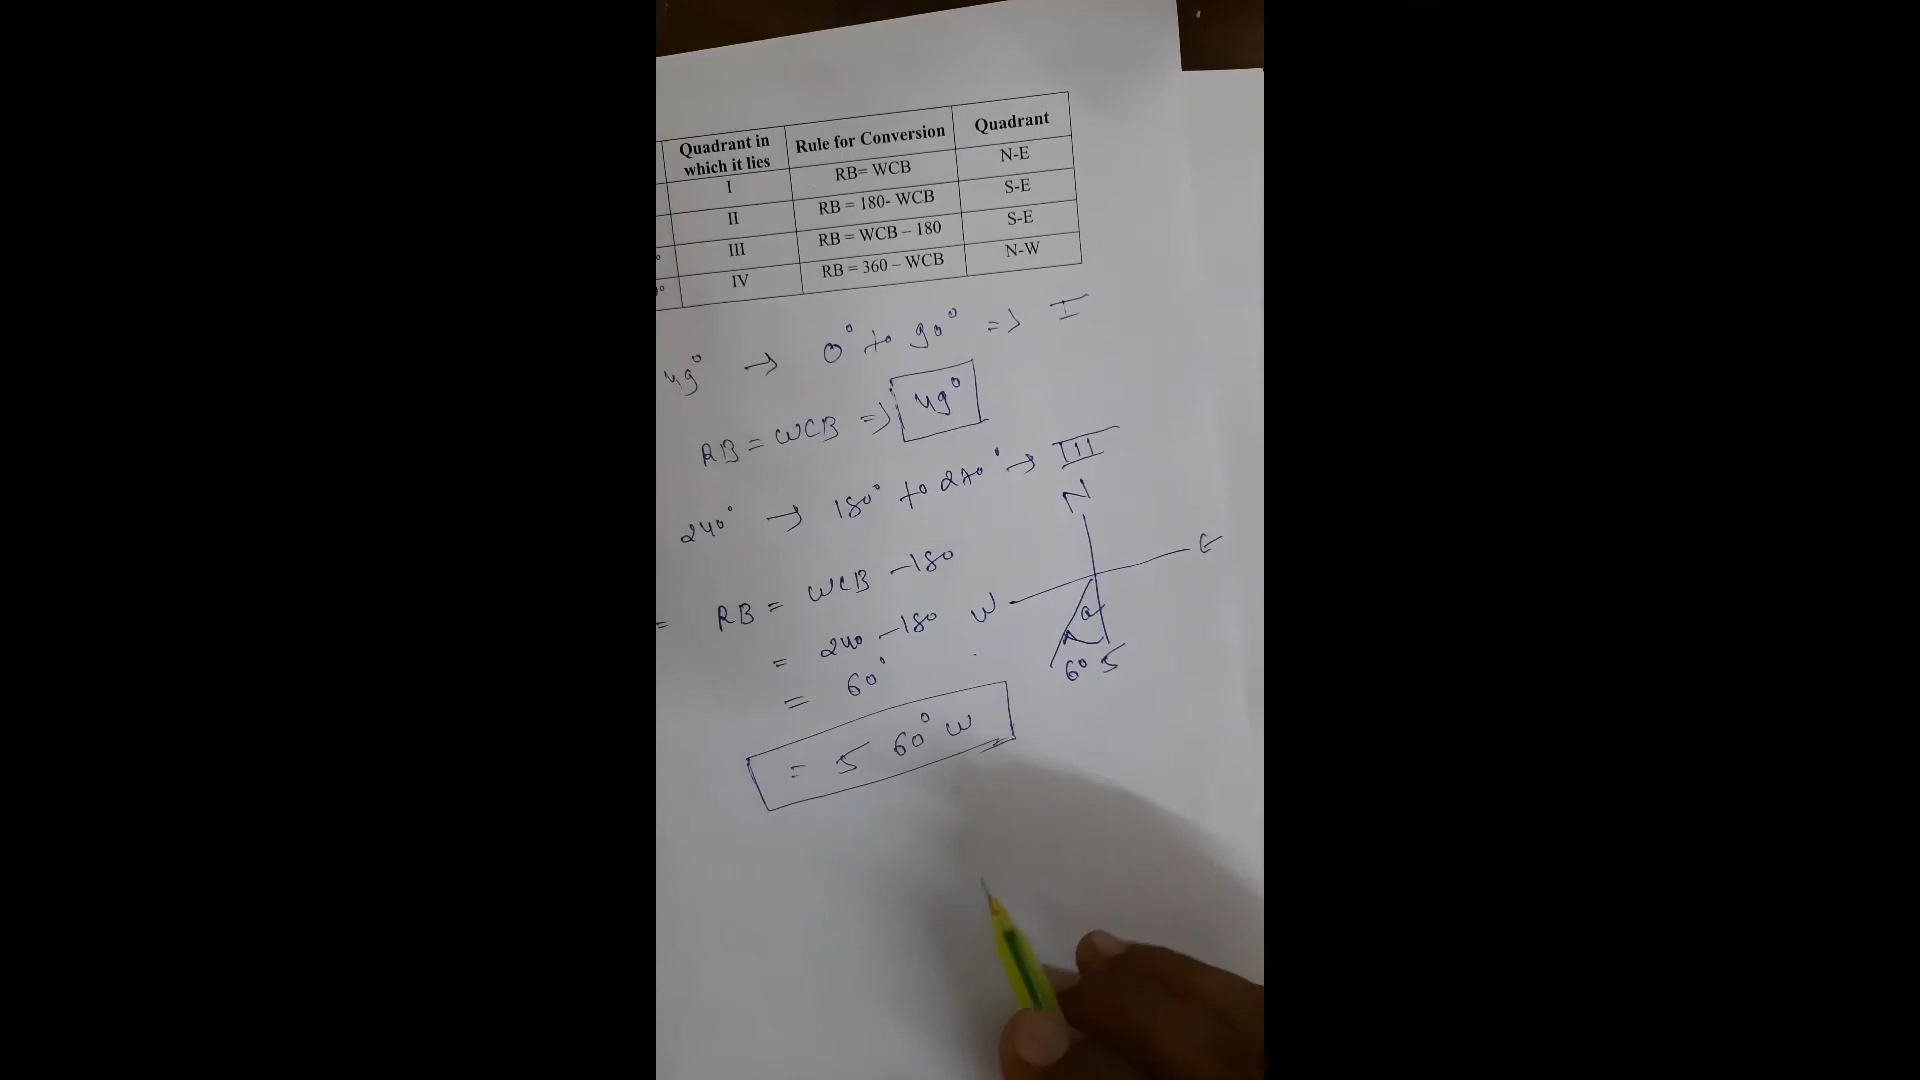 Quadrant in which it lies Rule for Conversion Quadrant
I RB= WCB N-E
II RB = 180- WCB S-E
III RB = WCB – 180 S-E
IV RB = 360 – WCB N-W
49° → 0° to 90° => I
RB = WCB => 49°
240° → 180° to 270° → III
N
E
W
S
60
= RB = WCB - 180
= 240 - 180
= 60°
= S 60° W